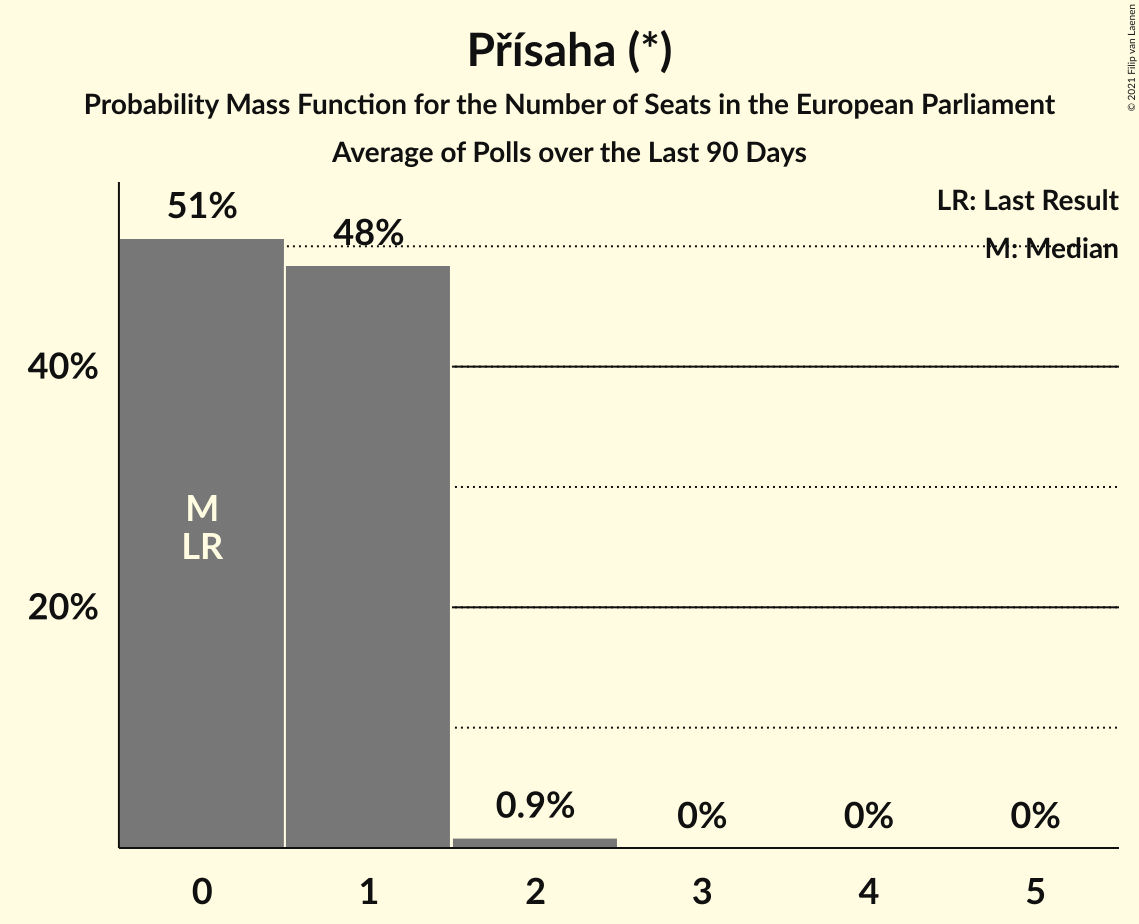 Přísaha (*)
Probability Mass Function for the Number of Seats in the European Parliament
Average of Polls over the Last 90 Days
© 2021 Filip van Laenen
LR: Last Result
M: Median
51%
48%
40%
20%
M
LR
0.9%
0%
0%
0%
0
1
2
3
4
5